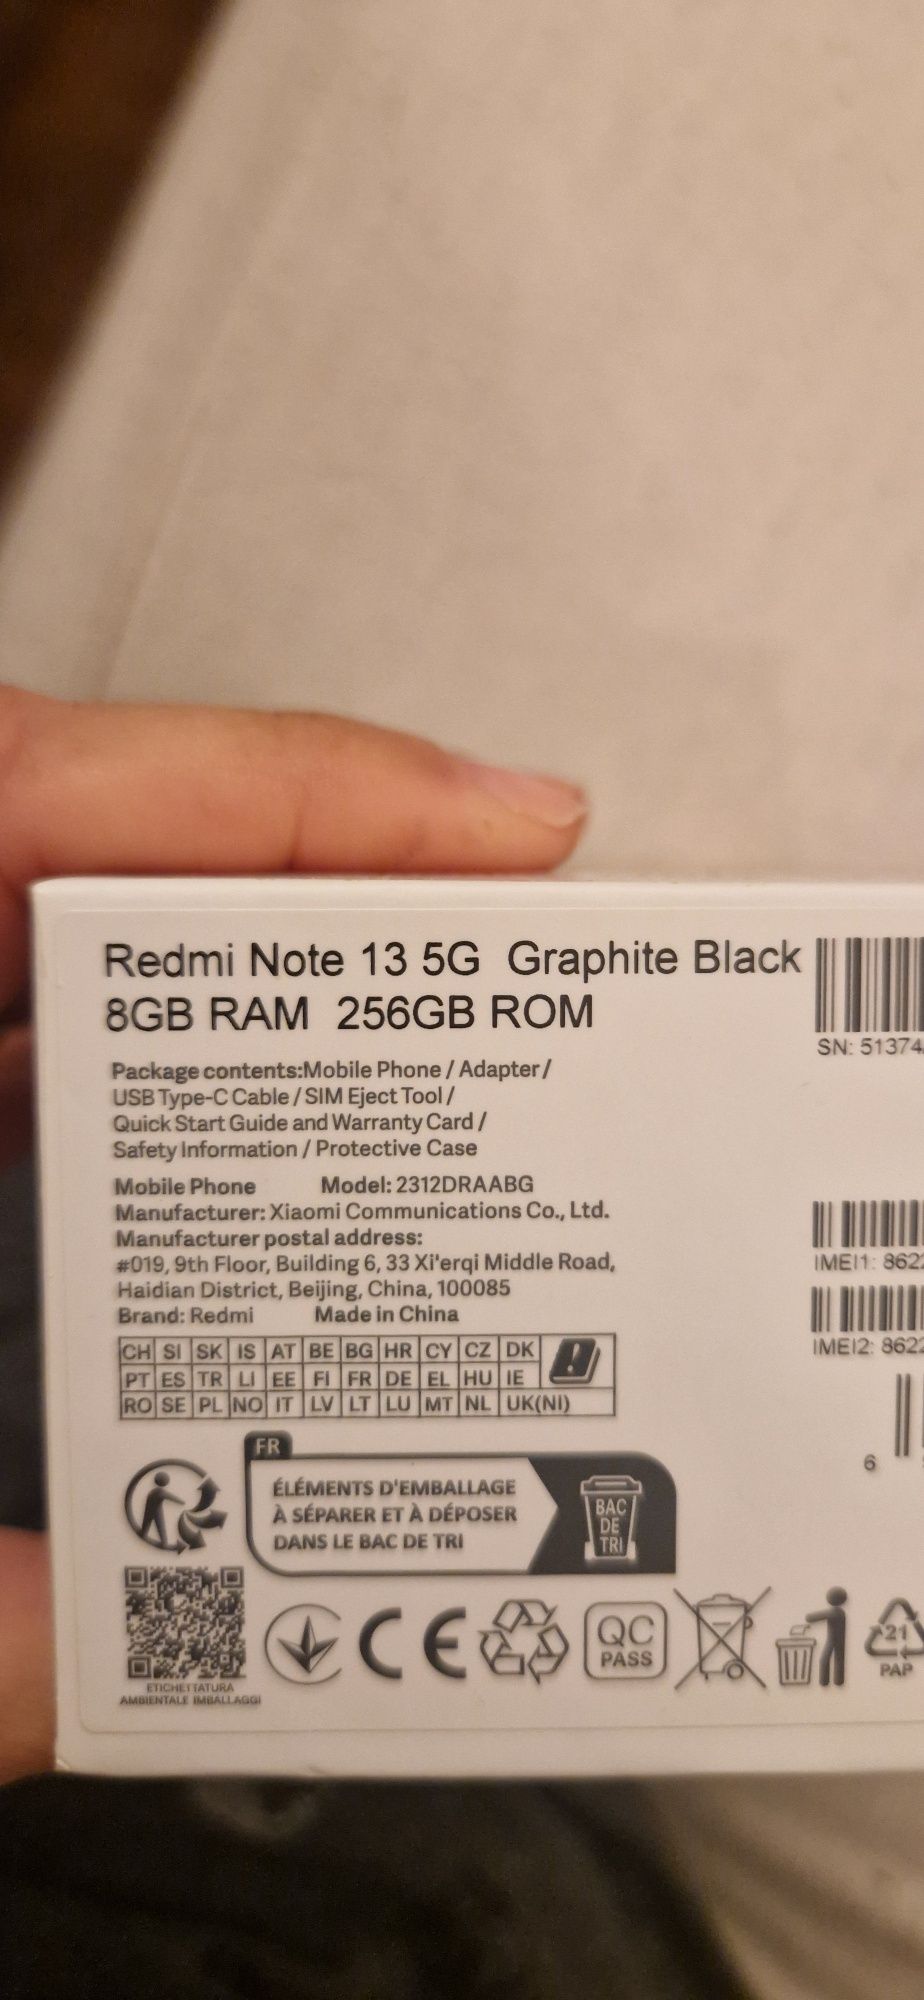 Redmi Note 13 5G Graphite Black
8GB RAM 256GB ROM
Package contents:Mobile Phone / Adapter /
USB Type-C Cable / SIM Eject Tool /
Quick Start Guide and Warranty Card /
Safety Information / Protective Case
Mobile Phone Model: 2312DRAABG
Manufacturer: Xiaomi Communications Co., Ltd.
Manufacturer postal address:
#019, 9th Floor, Building 6, 33 Xi'erqi Middle Road,
Haidian District, Beijing, China, 100085
Brand: Redmi Made in China
CH SI SK IS AT BE BG HR CY CZ DK
PT ES TR LI EE FI FR DE EL HU IE
RO SE PL NO IT LV LT LU MT NL UK(NI)
FR
ÉLÉMENTS D'EMBALLAGE
À SÉPARER ET À DÉPOSER
DANS LE BAC DE TRI
BAC
DE
TRI
ETICHETTATURA
AMBIENTALE IMBALLAGGI
CE
QC
PASS
21
PAP
SN: 51374
IMEI1: 862
IMEI2: 862
6